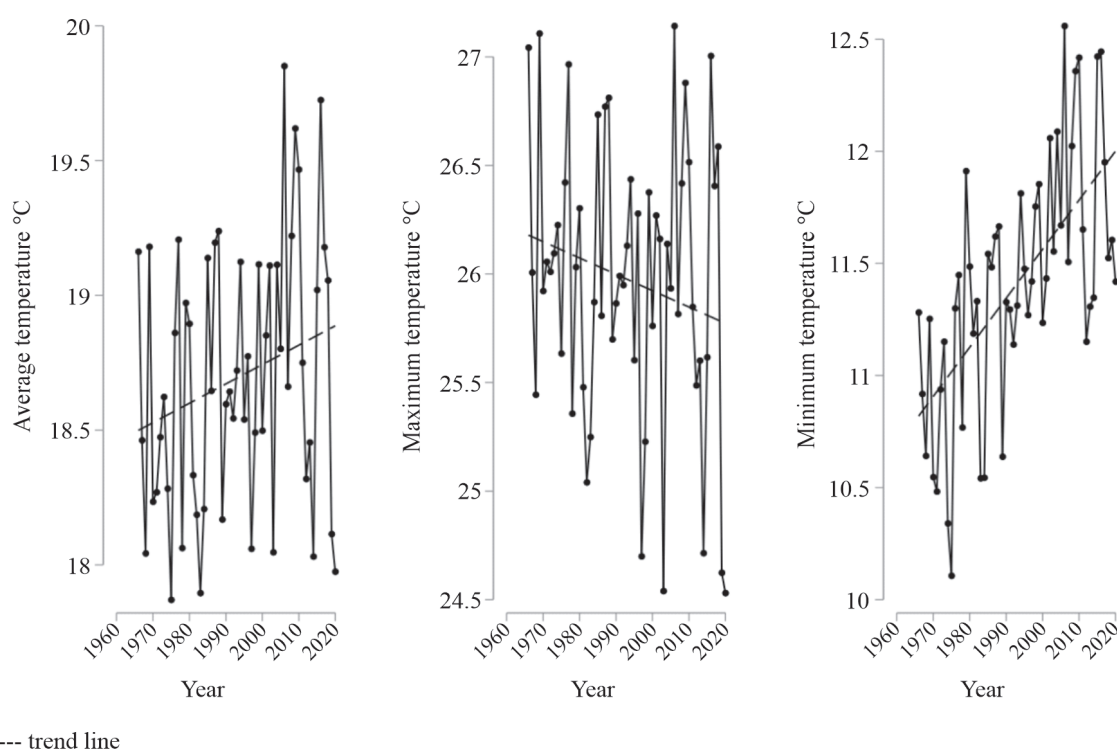 Average temperature °C
20
19.5
19
18.5
18
1960 1970 1980 1990 2000 2010 2020
Year
Maximum temperature °C
27
26.5
26
25.5
25
24.5
1960 1970 1980 1990 2000 2010 2020
Year
Minimum temperature °C
12.5
12
11.5
11
10.5
10
1960 1970 1980 1990 2000 2010 2020
Year
--- trend line